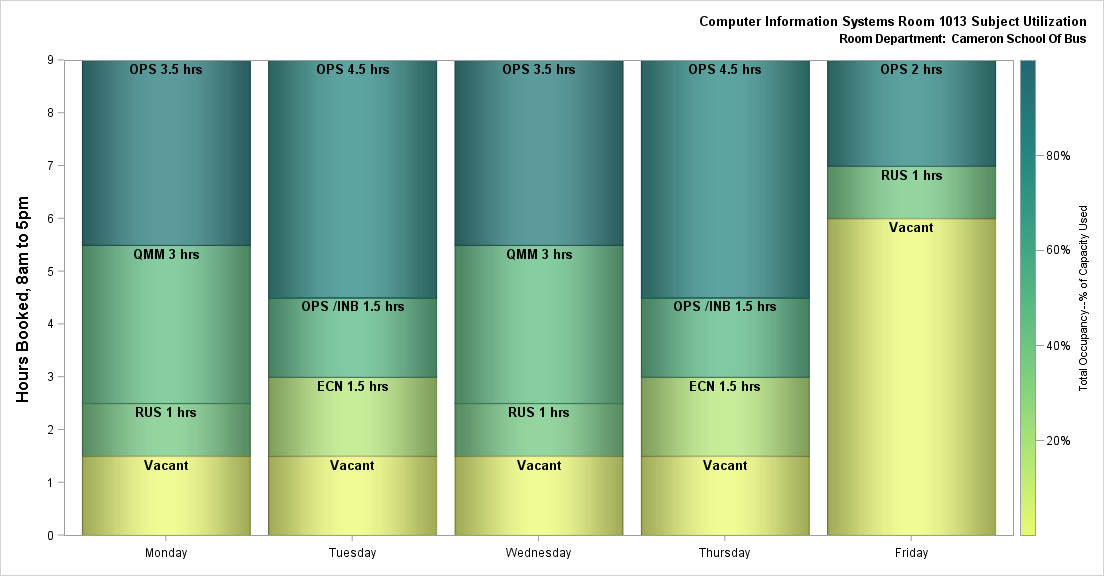 Computer Information Systems Room 1013 Subject Utilization
Room Department: Cameron School Of Bus
Hours Booked, 8am to 5pm
9
8
7
6
5
4
3
2
1
0
OPS 3.5 hrs
QMM 3 hrs
RUS 1 hrs
Vacant
Monday
OPS 4.5 hrs
OPS /INB 1.5 hrs
ECN 1.5 hrs
Vacant
Tuesday
OPS 3.5 hrs
QMM 3 hrs
RUS 1 hrs
Vacant
Wednesday
OPS 4.5 hrs
OPS /INB 1.5 hrs
ECN 1.5 hrs
Vacant
Thursday
OPS 2 hrs
RUS 1 hrs
Vacant
Friday
80%
60%
40%
20%
Total Occupancy--% of Capacity Used